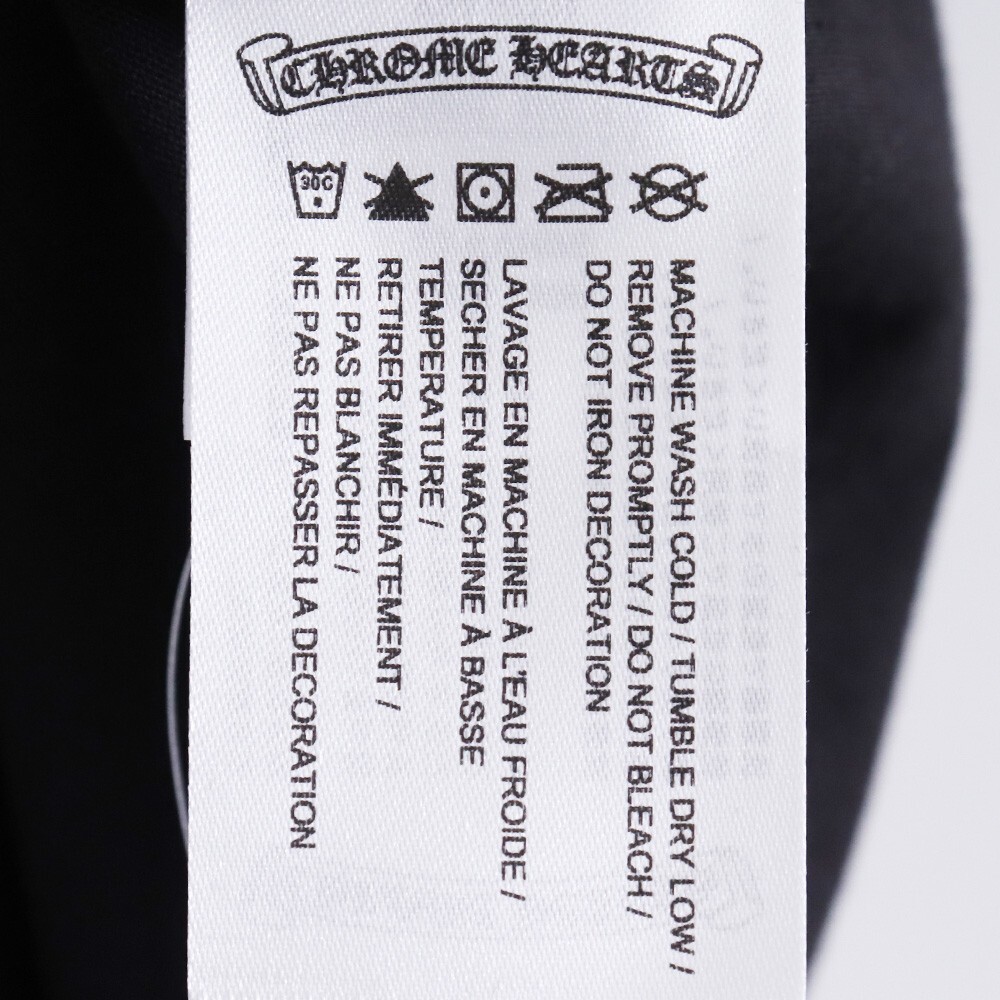 CHROME HEARTS
30C
MACHINE WASH COLD / TUMBLE DRY LOW /
REMOVE PROMPTLY / DO NOT BLEACH /
DO NOT IRON DECORATION
LAVAGE EN MACHINE À L'EAU FROIDE /
SECHER EN MACHINE À BASSE
TEMPERATURE /
RETIRER IMMÉDIATEMENT /
NE PAS BLANCHIR /
NE PAS REPASSER LA DECORATION